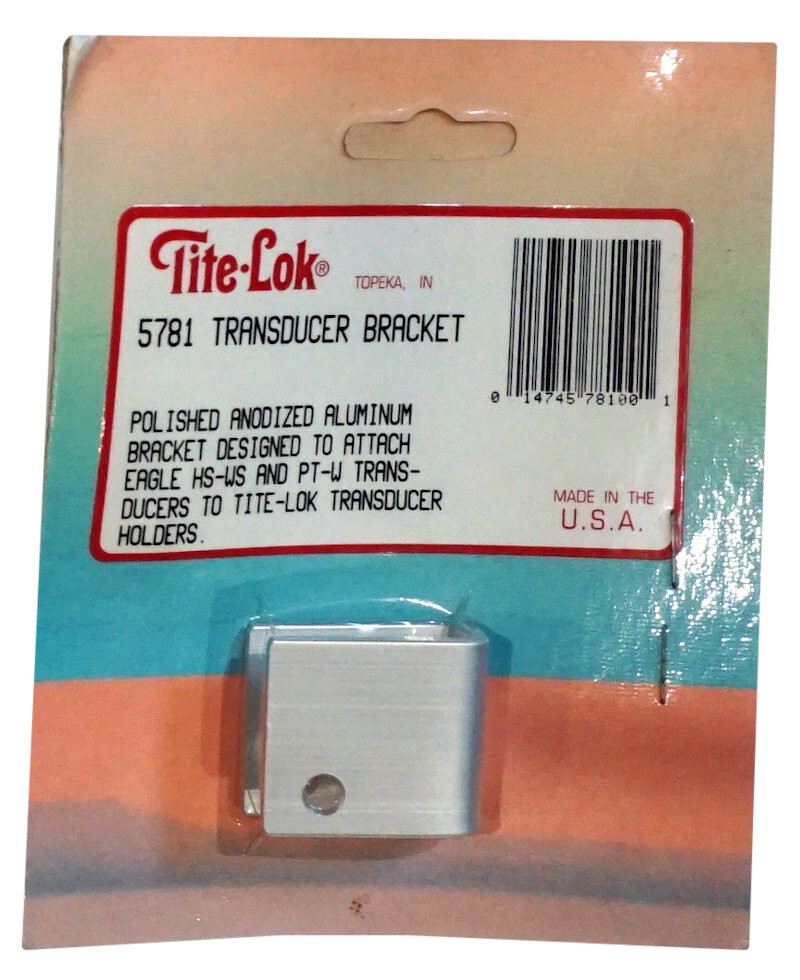 Tite·Lok®
TOPEKA, IN
5781 TRANSDUCER BRACKET
0 14745 78100 1
POLISHED ANODIZED ALUMINUM
BRACKET DESIGNED TO ATTACH
EAGLE HS-WS AND PT-W TRANS-
DUCERS TO TITE-LOK TRANSDUCER
HOLDERS.
MADE IN THE
U.S.A.